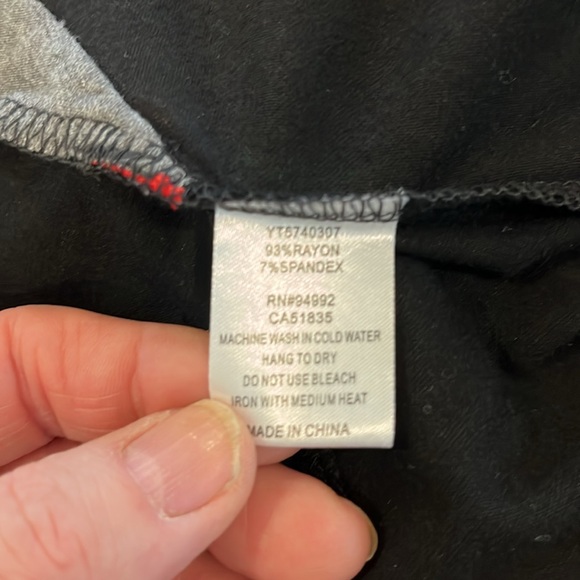 YT5740307
93%RAYON
7%SPANDEX
RN#94992
CA51835
MACHINE WASH IN COLD WATER
HANG TO DRY
DO NOT USE BLEACH
IRON WITH MEDIUM HEAT
MADE IN CHINA